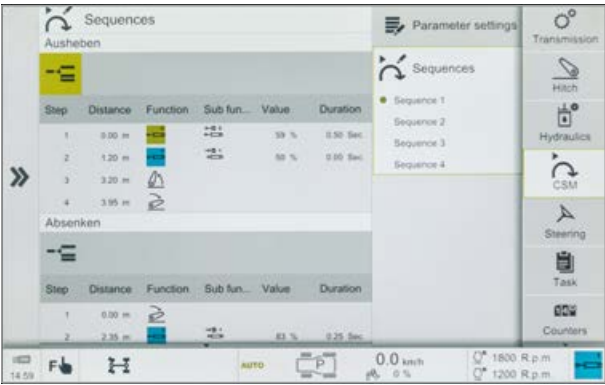 Sequences
Ausheben
Step Distance Function Sub fun... Value Duration
1 0.00 m 59 % 0.50 Sec.
2 1.20 m 50 % 0.00 Sec.
3 3.20 m
4 3.95 m
Absenken
Step Distance Function Sub fun... Value Duration
1 0.00 m
2 2.35 m 83 % 0.25 Sec.
Parameter settings
Sequences
Sequence 1
Sequence 2
Sequence 3
Sequence 4
Transmission
Hitch
Hydraulics
CSM
Steering
Task
Counters
14:59
F
AUTO
P
0.0 km/h
0 %
1800 R.p.m.
1200 R.p.m.